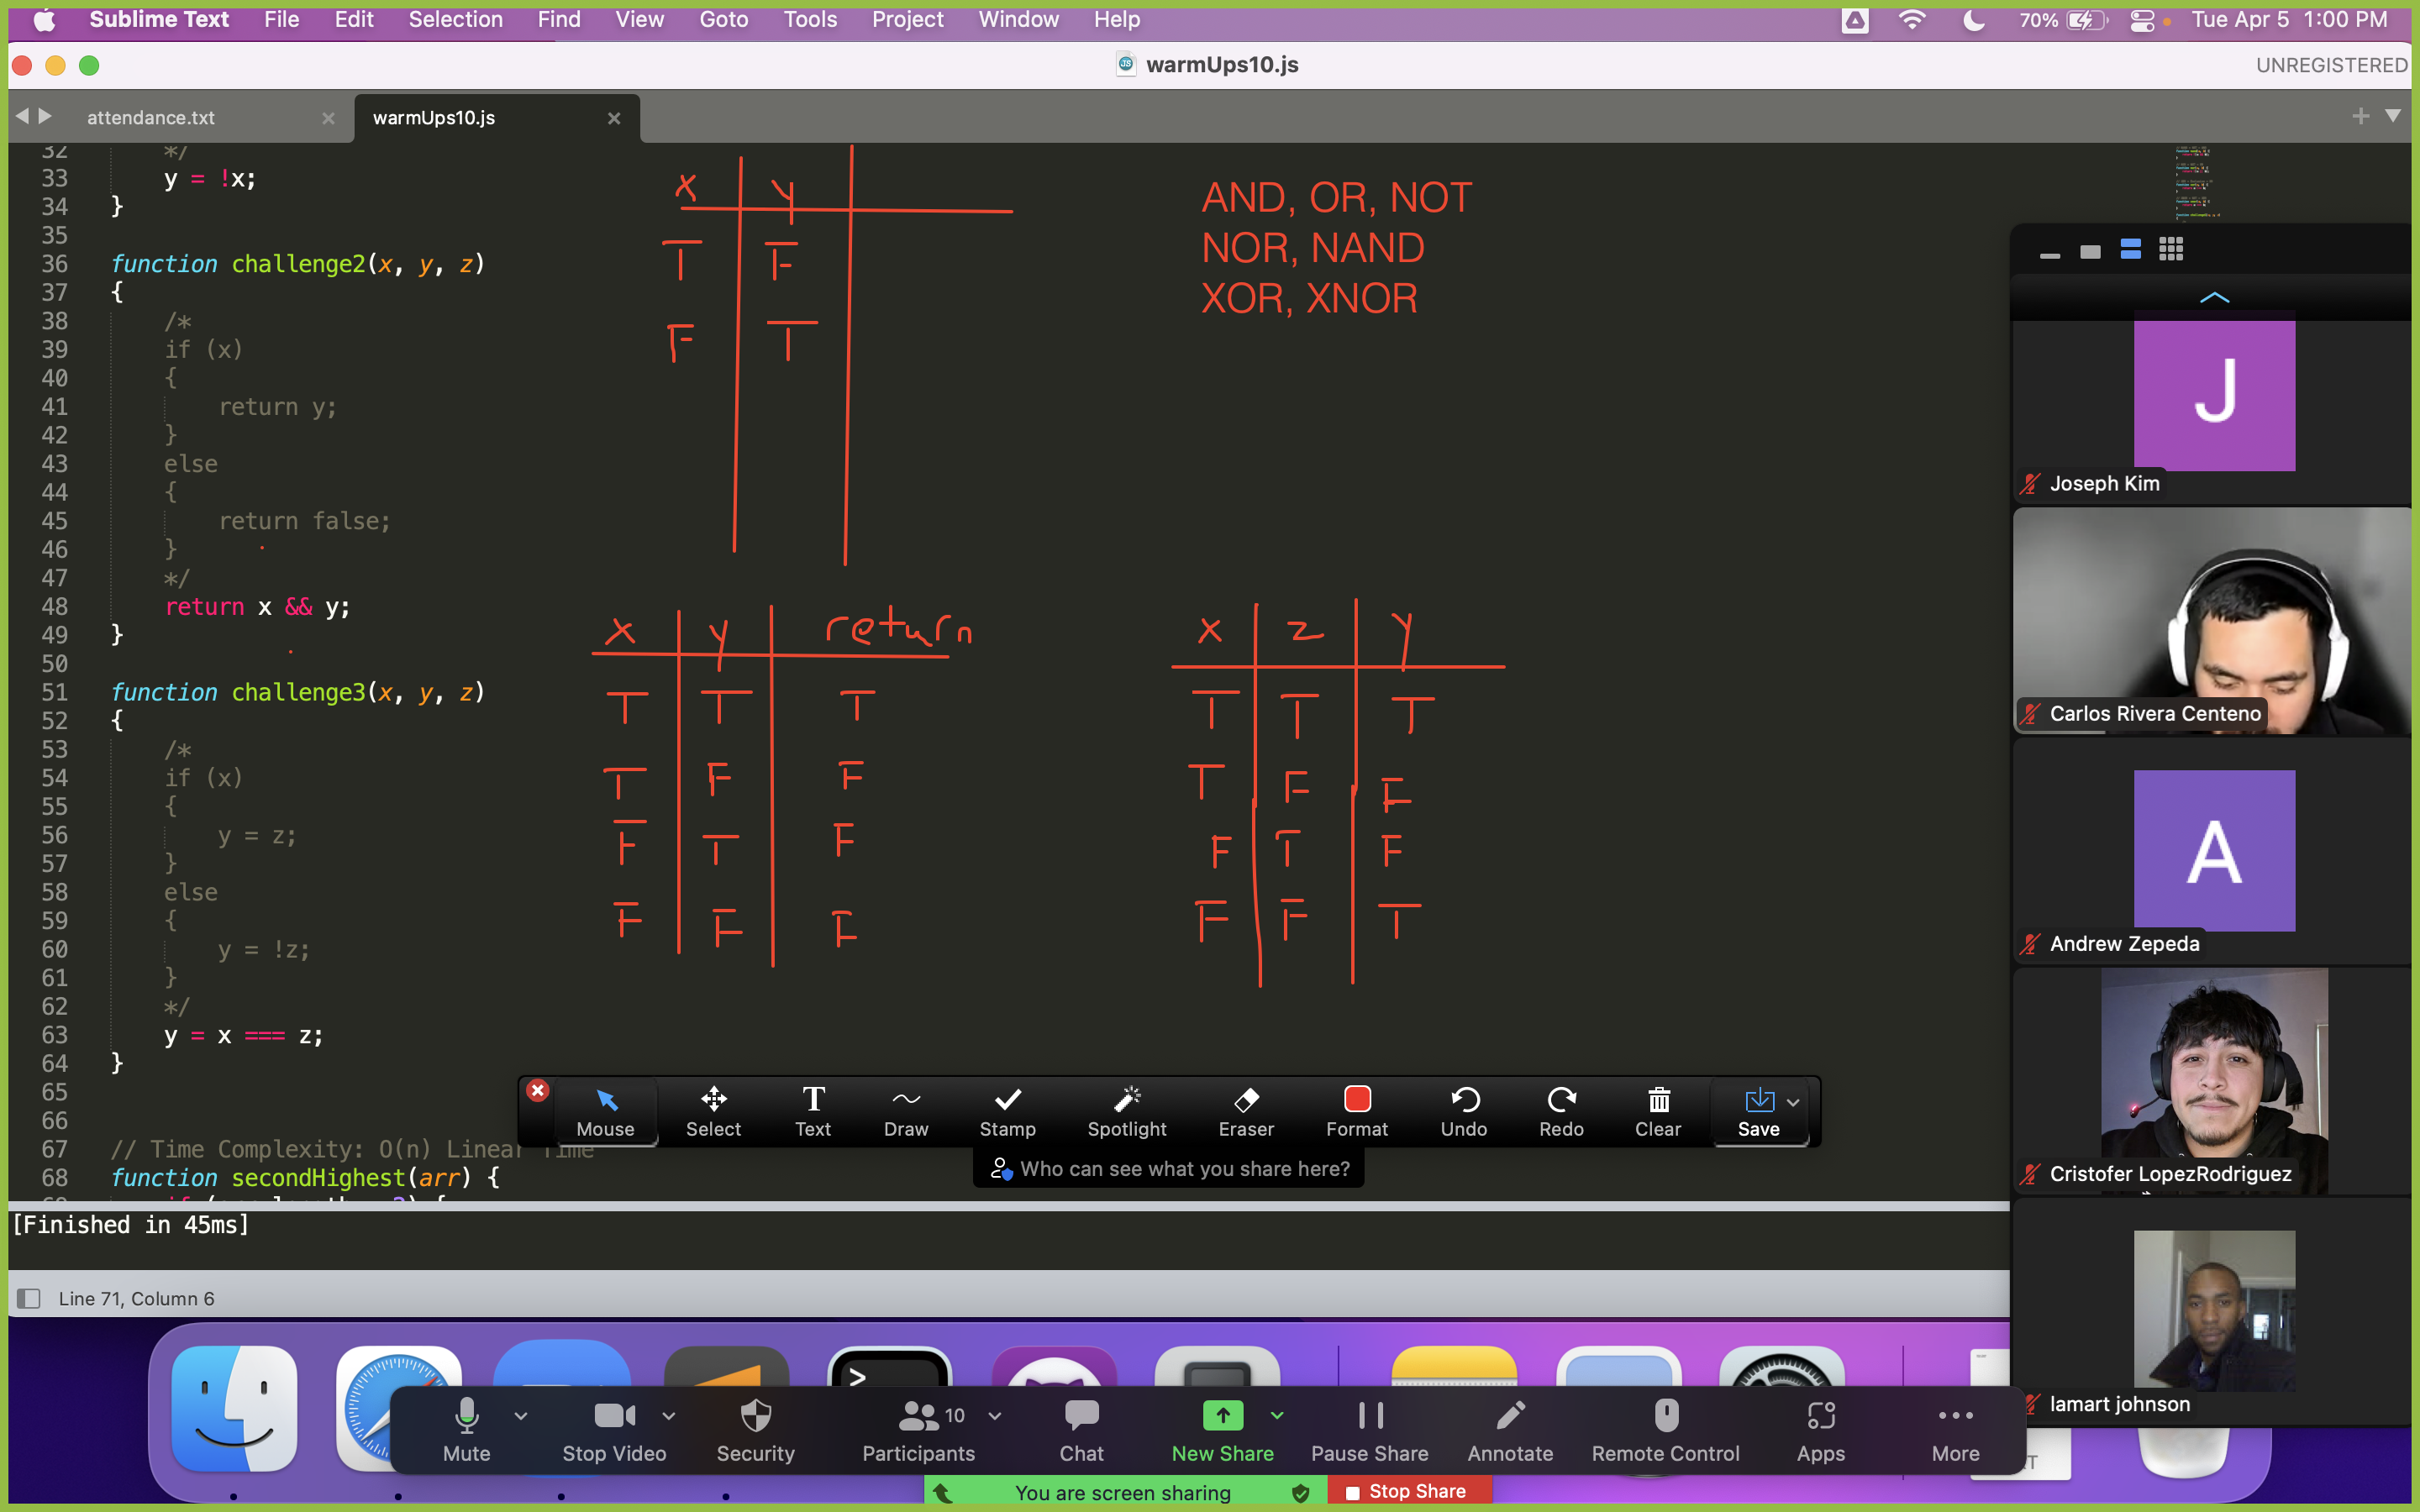 Sublime Text File Edit Selection Find View Goto Tools Project Window Help 70% Tue Apr 5 1:00 PM
JS warmUps10.js UNREGISTERED
attendance.txt warmUps10.js
32 */
33 y = !x;
34 }
35
36 function challenge2(x, y, z)
37 {
38 /*
39 if (x)
40 {
41 return y;
42 }
43 else
44 {
45 return false;
46 }
47 */
48 return x && y;
49 }
50
51 function challenge3(x, y, z)
52 {
53 /*
54 if (x)
55 {
56 y = z;
57 }
58 else
59 {
60 y = !z;
61 }
62 */
63 y = x === z;
64 }
65
66
67 // Time Complexity: O(n) Linear Time
68 function secondHighest(arr) {
x y
T F
F T
AND, OR, NOT
NOR, NAND
XOR, XNOR
x y return
T T T
T F F
F T F
F F F
x z y
T T T
T F F
F T F
F F T
J
Joseph Kim
Carlos Rivera Centeno
A
Andrew Zepeda
Cristofer LopezRodriguez
lamart johnson
Mouse Select Text Draw Stamp Spotlight Eraser Format Undo Redo Clear Save
Who can see what you share here?
[Finished in 45ms]
Line 71, Column 6
Mute Stop Video Security Participants 10 Chat New Share Pause Share Annotate Remote Control Apps More
You are screen sharing Stop Share